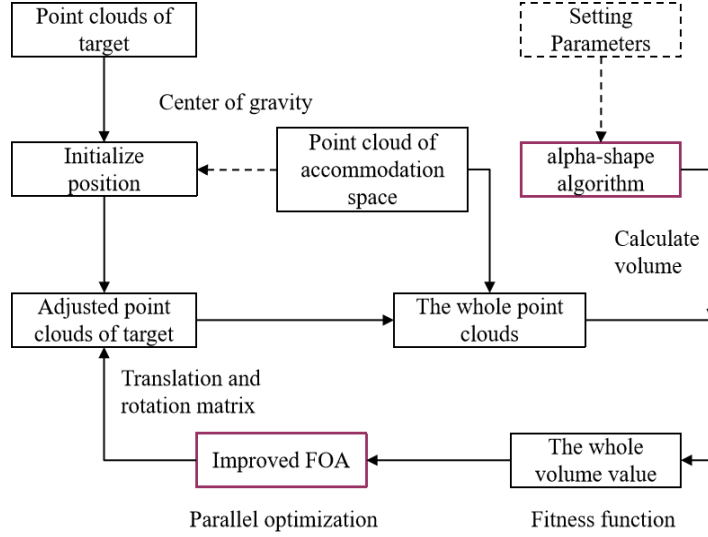 Point clouds of
target
Setting
Parameters
Center of gravity
Initialize
position
Point cloud of
accommodation
space
alpha-shape
algorithm
Calculate
volume
Adjusted point
clouds of target
The whole point
clouds
Translation and
rotation matrix
Improved FOA
The whole
volume value
Parallel optimization
Fitness function